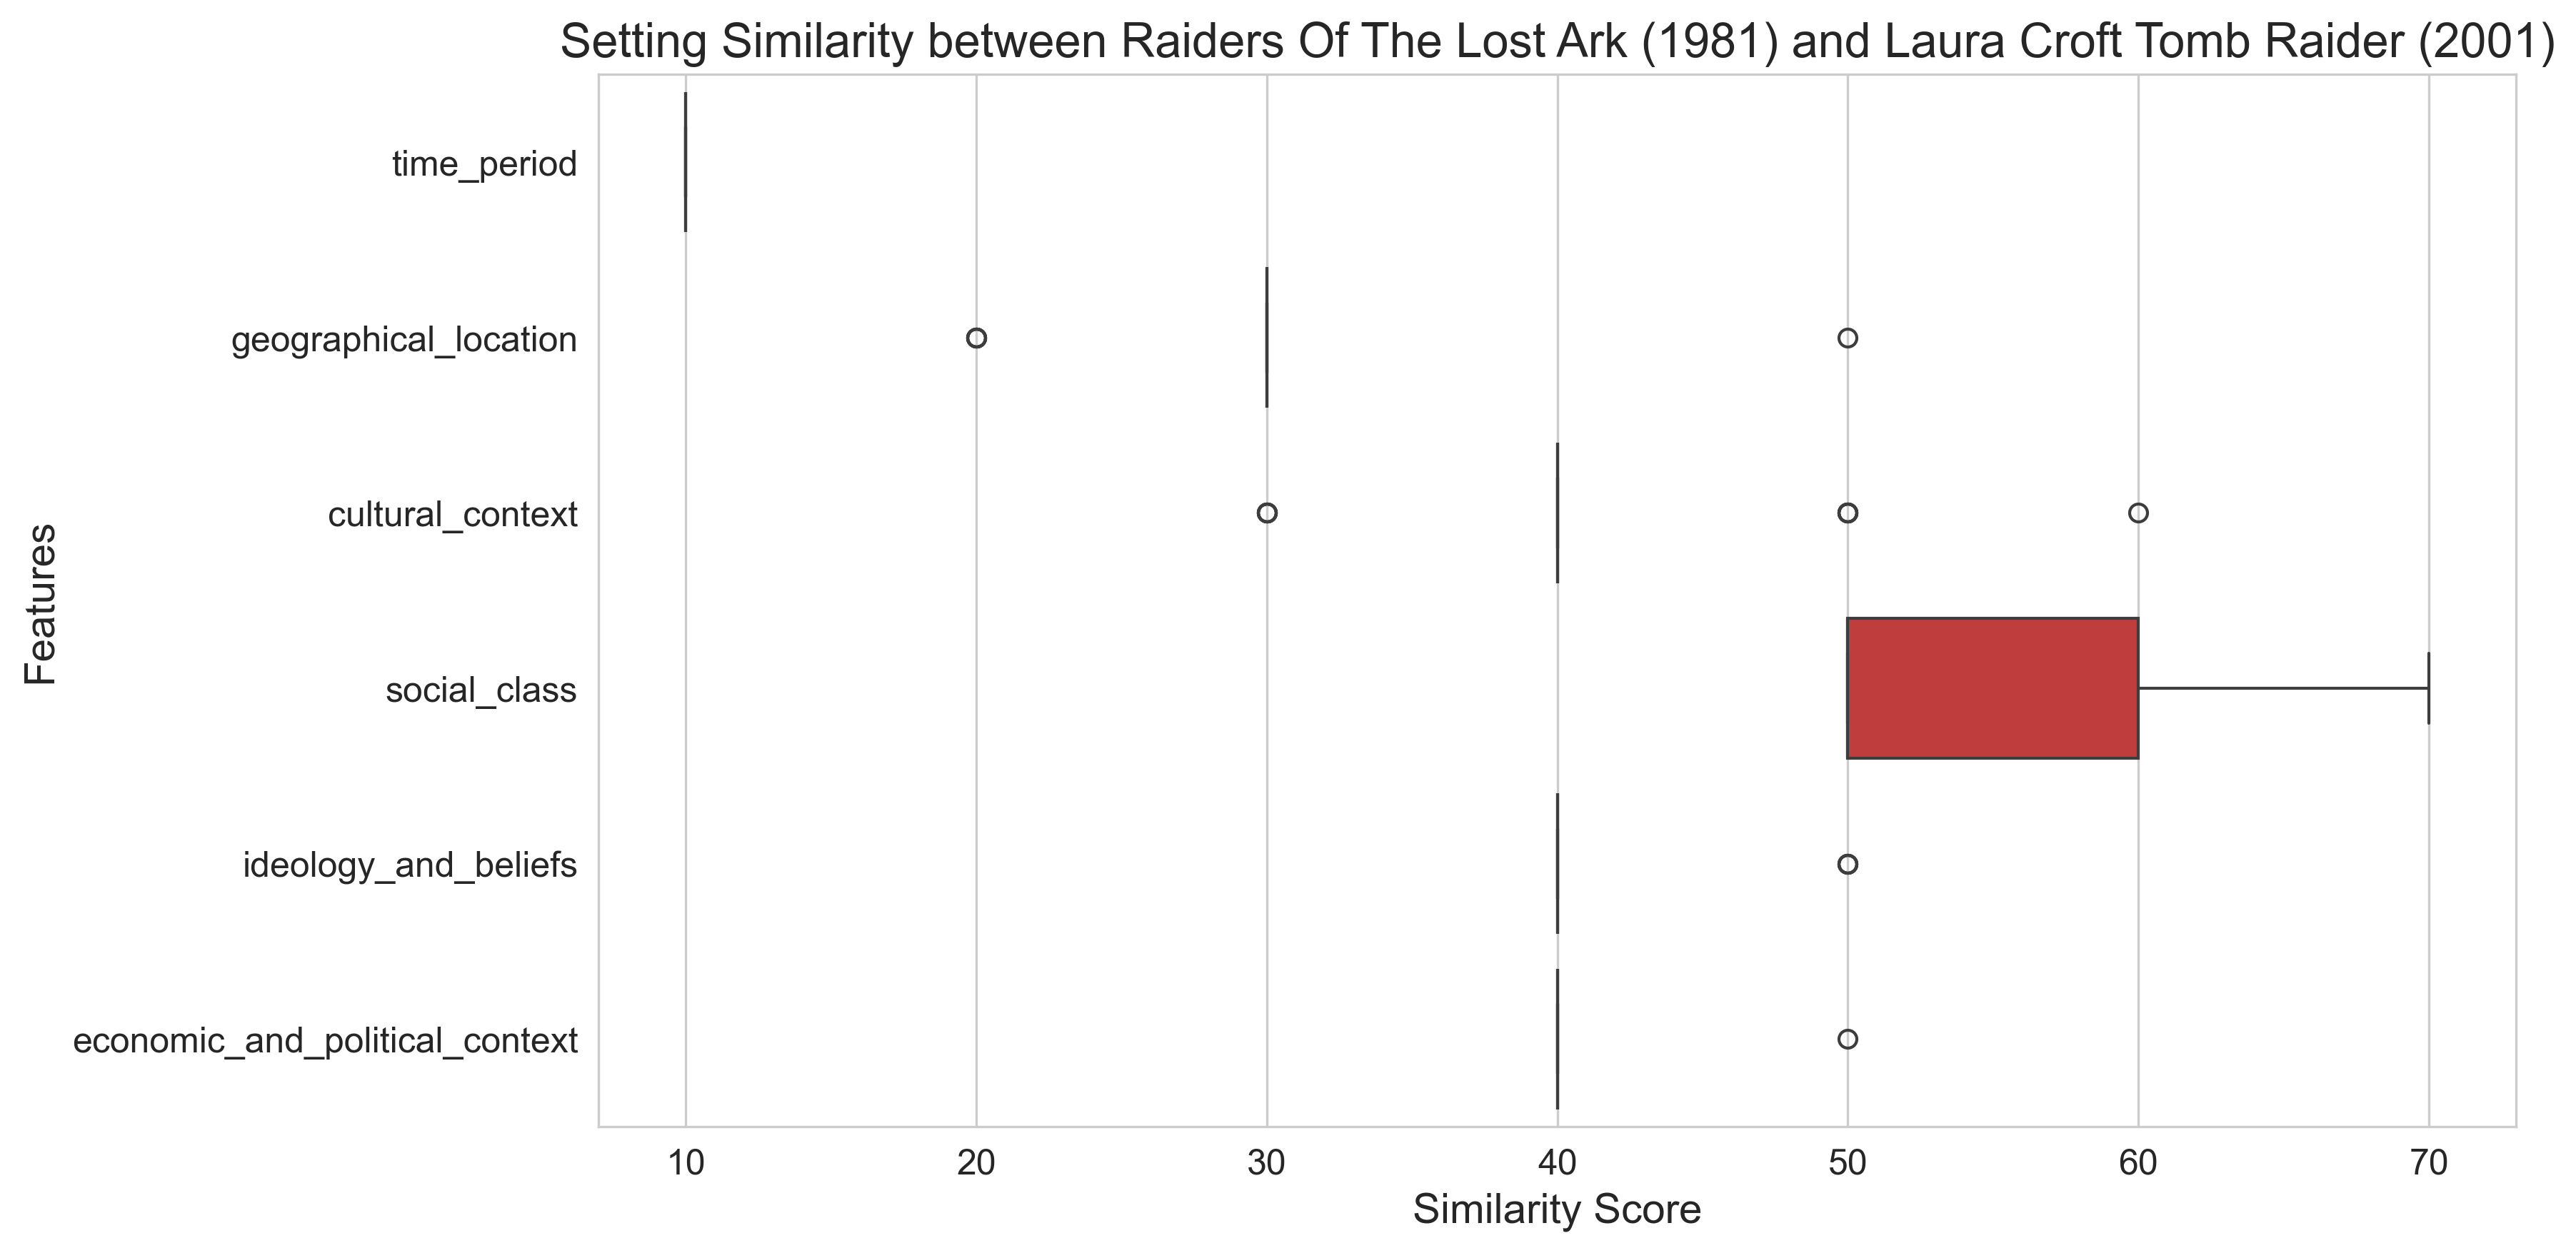 Setting Similarity between Raiders Of The Lost Ark (1981) and Laura Croft Tomb Raider (2001)
Features
time_period
geographical_location
cultural_context
social_class
ideology_and_beliefs
economic_and_political_context
10 20 30 40 50 60 70
Similarity Score